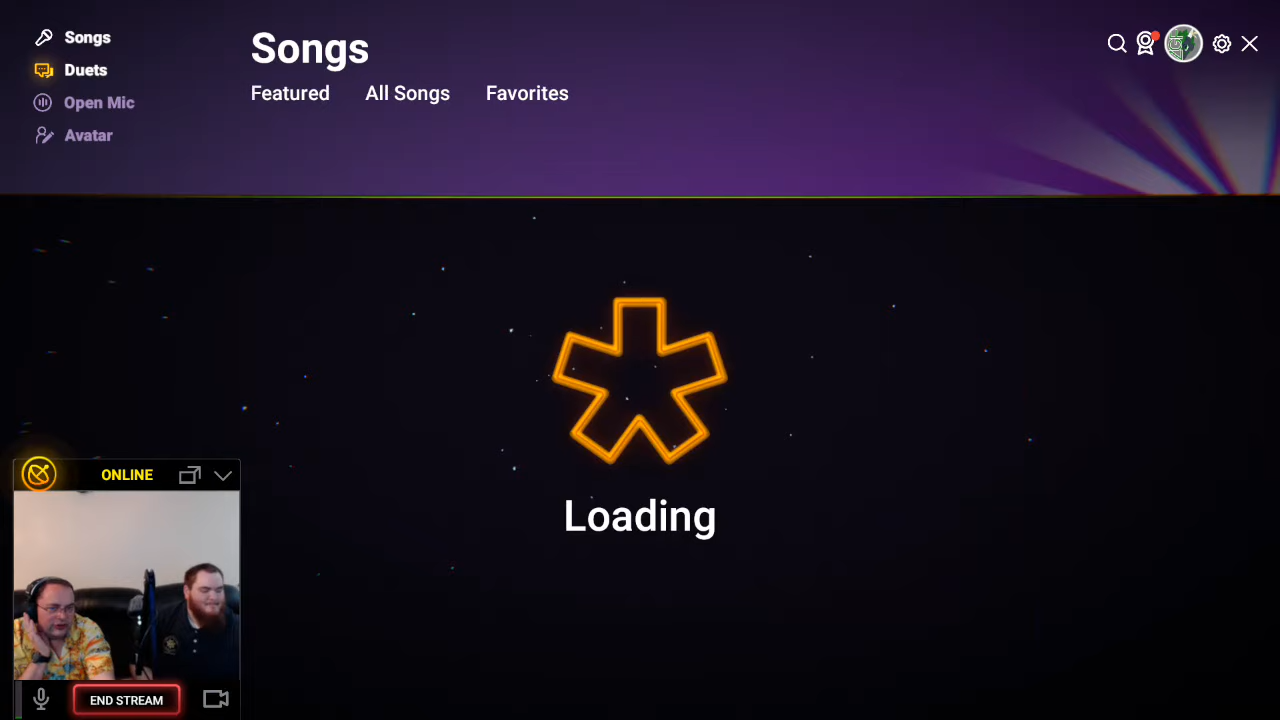 Songs
Duets
Open Mic
Avatar
Songs
Featured
All Songs
Favorites
Loading
ONLINE
END STREAM